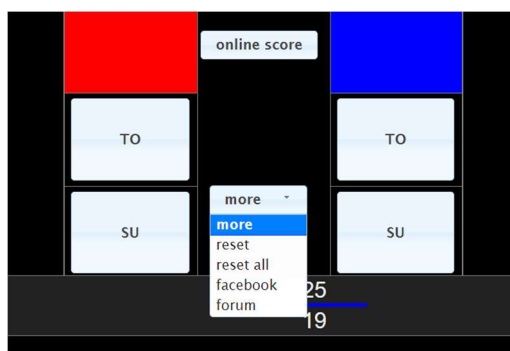 online score
TO
TO
more
more
SU
SU
reset
reset all
facebook
25
forum
19